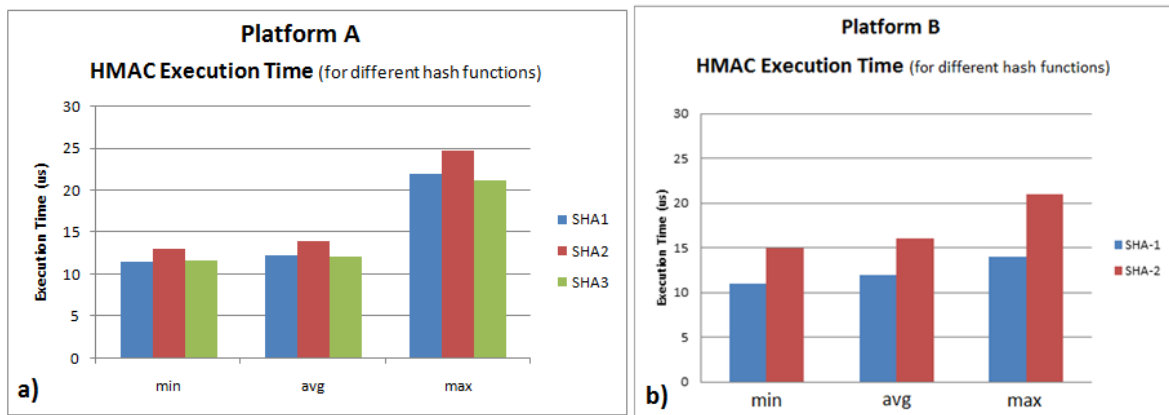 Platform A
HMAC Execution Time (for different hash functions)
30
25
20
15
10
5
0
Execution Time (us)
min
avg
max
SHA1
SHA2
SHA3
a)
Platform B
HMAC Execution Time (for different hash functions)
30
25
20
15
10
5
0
Execution Time (us)
min
avg
max
SHA-1
SHA-2
b)